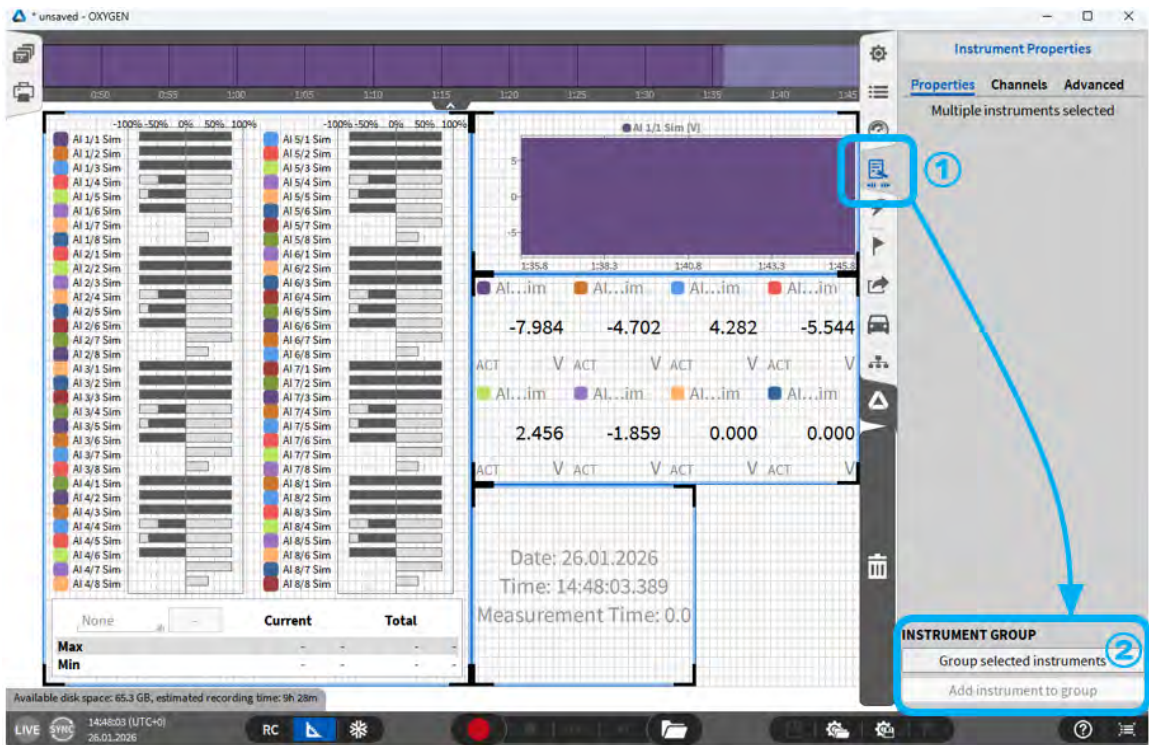 * unsaved - OXYGEN
0:50 0:55 1:00 1:05 1:10 1:15 1:20 1:25 1:30 1:35 1:40 1:45
Instrument Properties
Properties Channels Advanced
Multiple instruments selected
-100% -50% 0% 50% 100%
AI 1/1 Sim
AI 1/2 Sim
AI 1/3 Sim
AI 1/4 Sim
AI 1/5 Sim
AI 1/6 Sim
AI 1/7 Sim
AI 1/8 Sim
AI 2/1 Sim
AI 2/2 Sim
AI 2/3 Sim
AI 2/4 Sim
AI 2/5 Sim
AI 2/6 Sim
AI 2/7 Sim
AI 2/8 Sim
AI 3/1 Sim
AI 3/2 Sim
AI 3/3 Sim
AI 3/4 Sim
AI 3/5 Sim
AI 3/6 Sim
AI 3/7 Sim
AI 3/8 Sim
AI 4/1 Sim
AI 4/2 Sim
AI 4/3 Sim
AI 4/4 Sim
AI 4/5 Sim
AI 4/6 Sim
AI 4/7 Sim
AI 4/8 Sim
-100% -50% 0% 50% 100%
AI 5/1 Sim
AI 5/2 Sim
AI 5/3 Sim
AI 5/4 Sim
AI 5/5 Sim
AI 5/6 Sim
AI 5/7 Sim
AI 5/8 Sim
AI 6/1 Sim
AI 6/2 Sim
AI 6/3 Sim
AI 6/4 Sim
AI 6/5 Sim
AI 6/6 Sim
AI 6/7 Sim
AI 6/8 Sim
AI 7/1 Sim
AI 7/2 Sim
AI 7/3 Sim
AI 7/4 Sim
AI 7/5 Sim
AI 7/6 Sim
AI 7/7 Sim
AI 7/8 Sim
AI 8/1 Sim
AI 8/2 Sim
AI 8/3 Sim
AI 8/4 Sim
AI 8/5 Sim
AI 8/6 Sim
AI 8/7 Sim
AI 8/8 Sim
None - Current Total
Max - - - -
Min - - - -
AI 1/1 Sim [V]
5
0
-5
1:35.8 1:38.3 1:40.8 1:43.3 1:45.8
AI...im AI...im AI...im AI...im
-7.984 -4.702 4.282 -5.544
ACT V ACT V ACT V ACT V
AI...im AI...im AI...im AI...im
2.456 -1.859 0.000 0.000
ACT V ACT V ACT V ACT V
Date: 26.01.2026
Time: 14:48:03.389
Measurement Time: 0.0
1
INSTRUMENT GROUP
2
Group selected instruments
Add instrument to group
Available disk space: 65.3 GB, estimated recording time: 9h 28m
LIVE SYNC 14:48:03 (UTC+0)
26.01.2026
RC